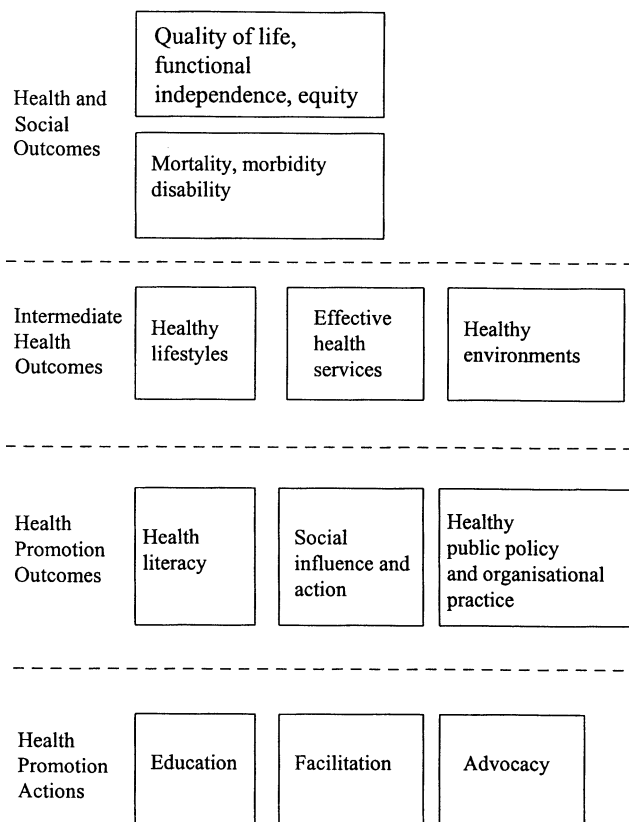 Health and
Social
Outcomes
Quality of life,
functional
independence, equity
Mortality, morbidity
disability
Intermediate
Health
Outcomes
Healthy
lifestyles
Effective
health
services
Healthy
environments
Health
Promotion
Outcomes
Health
literacy
Social
influence and
action
Healthy
public policy
and organisational
practice
Health
Promotion
Actions
Education
Facilitation
Advocacy